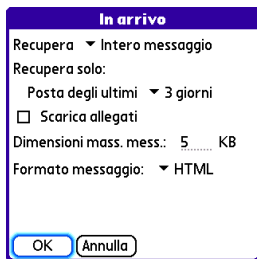 In arrivo
Recupera Intero messaggio
Recupera solo:
Posta degli ultimi 3 giorni
Scarica allegati
Dimensioni mass. mess.: 5 KB
Formato messaggio: HTML
OK Annulla